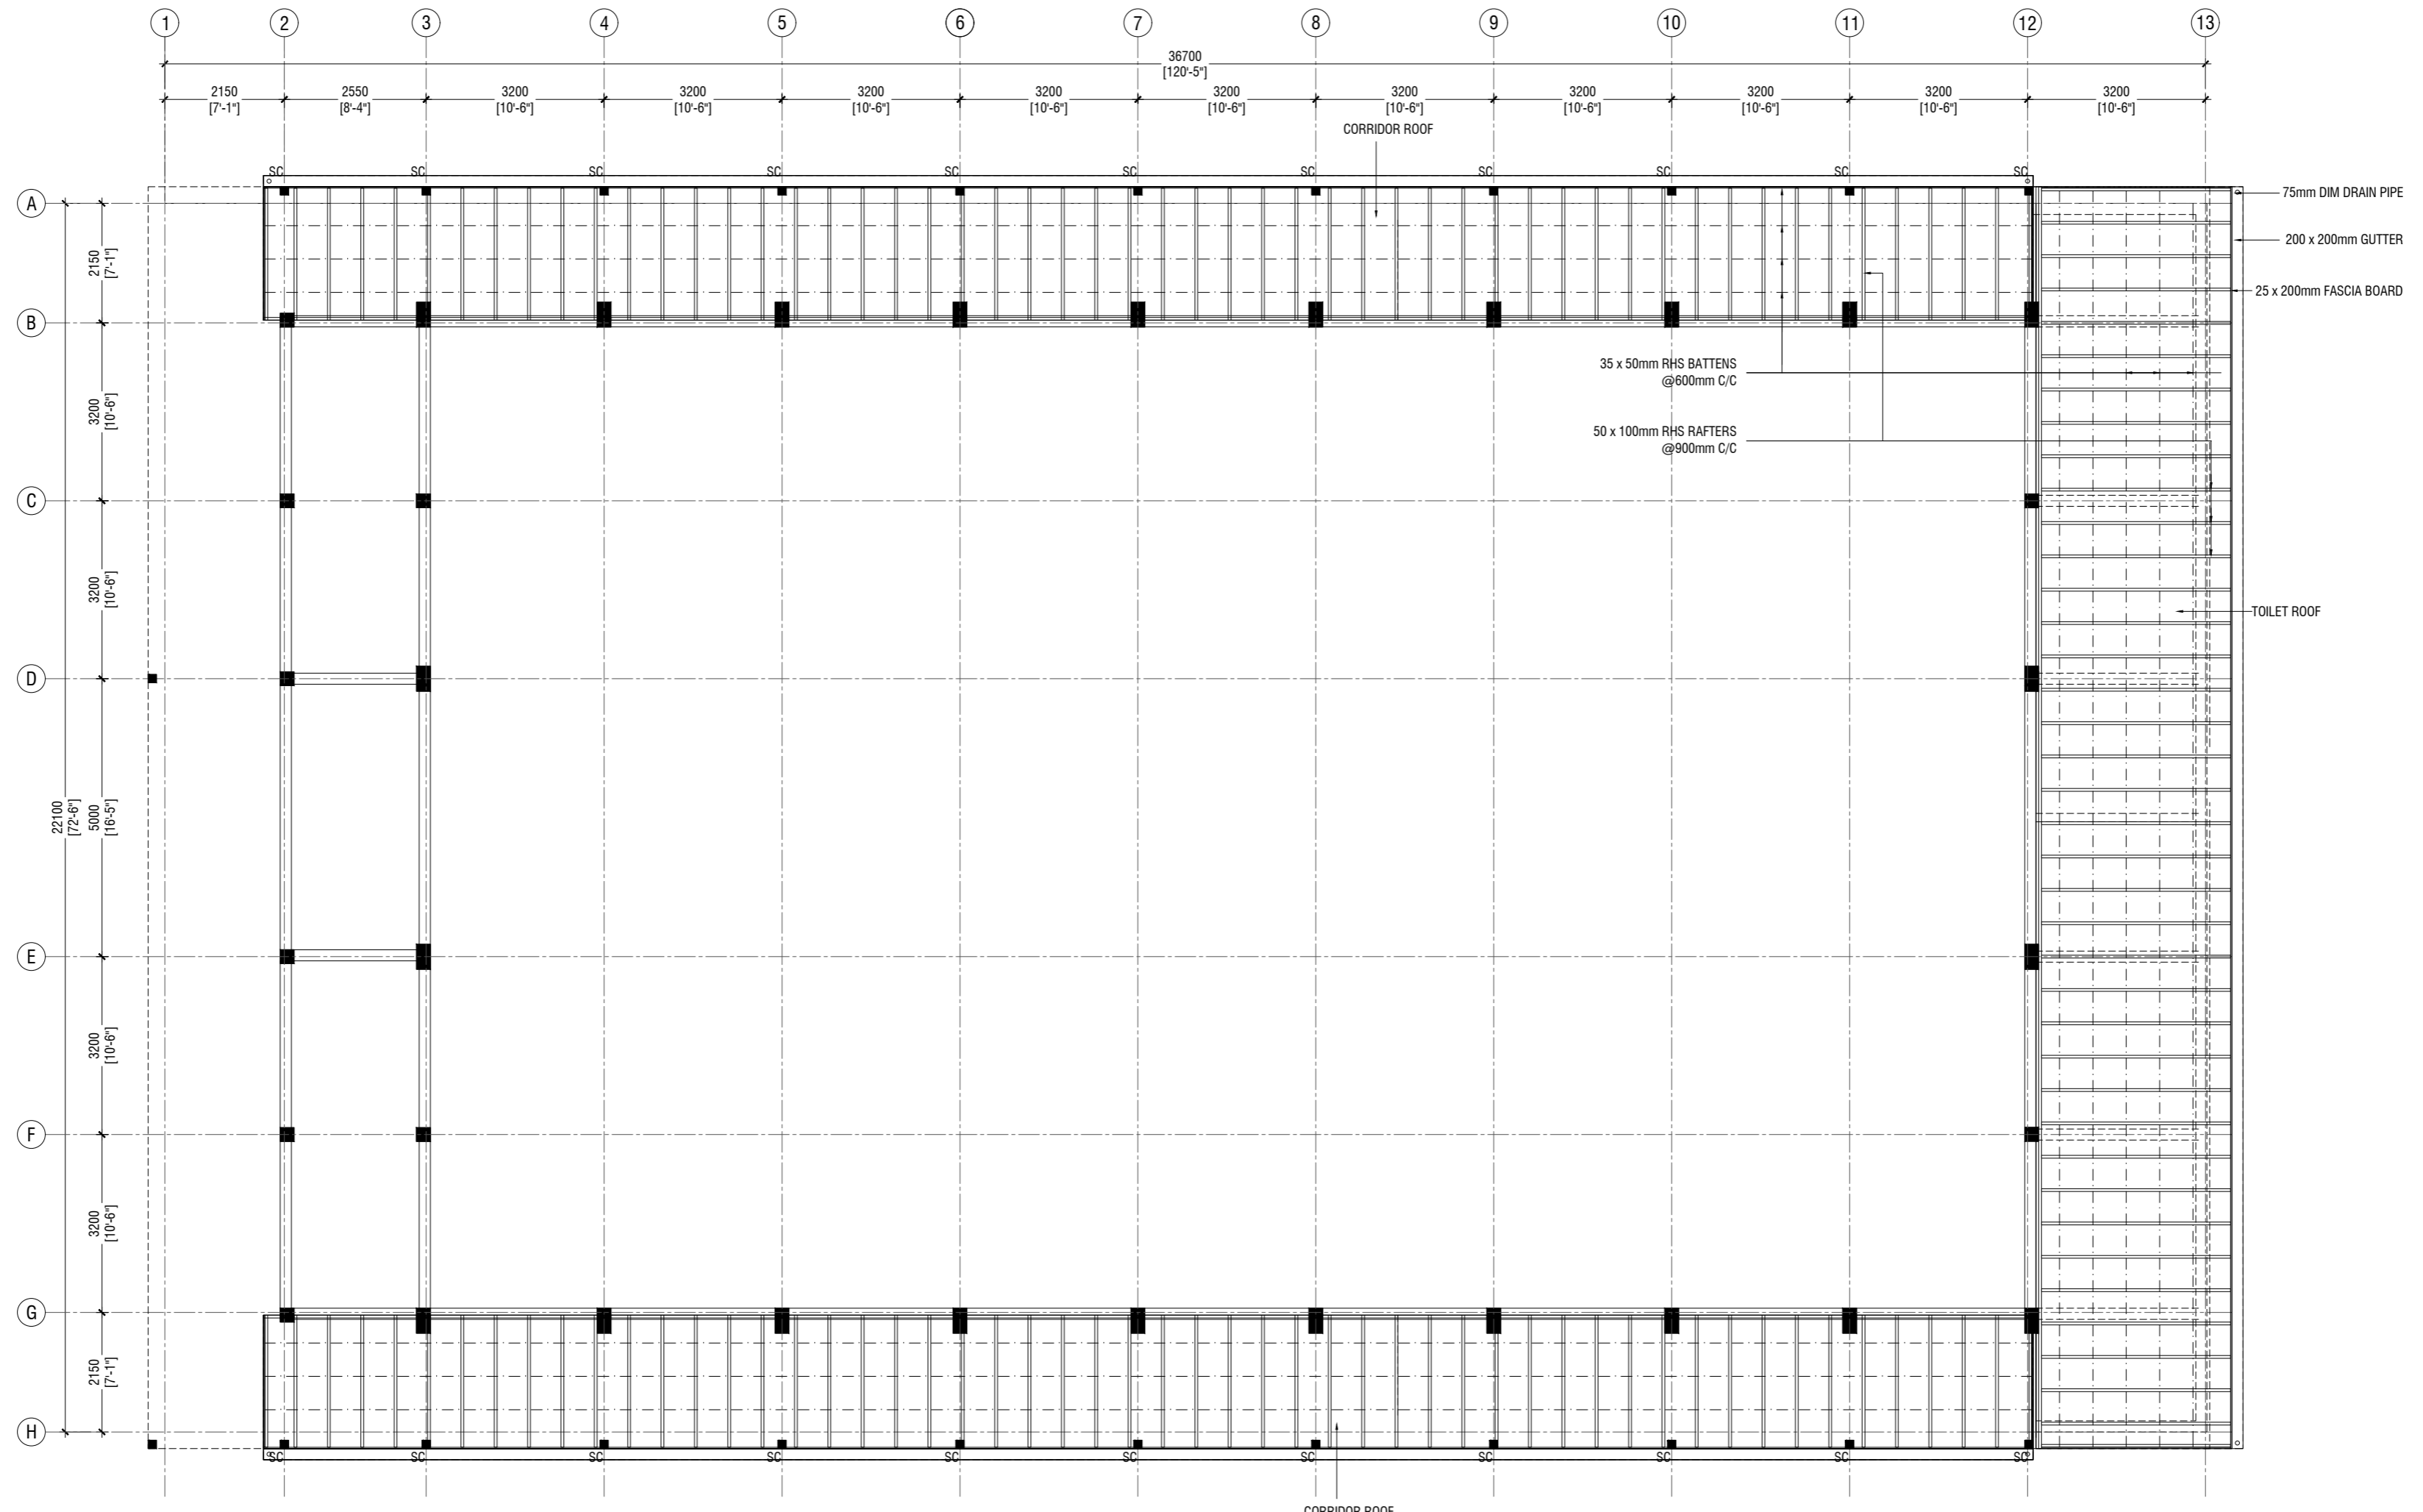 1 2 3 4 5 6 7 8 9 10 11 12 13
36700
[120'-5"]
2150 2550 3200 3200 3200 3200 3200 3200 3200 3200 3200 3200
[7'-1"] [8'-4"] [10'-6"] [10'-6"] [10'-6"] [10'-6"] [10'-6"] [10'-6"] [10'-6"] [10'-6"] [10'-6"] [10'-6"]
CORRIDOR ROOF
SC SC SC SC SC SC SC SC SC SC SC
A
75mm DIM DRAIN PIPE
200 x 200mm GUTTER
2150
[7'-1"]
25 x 200mm FASCIA BOARD
B
35 x 50mm RHS BATTENS
@600mm C/C
3200
[10'-6"]
50 x 100mm RHS RAFTERS
@900mm C/C
C
3200
[10'-6"]
TOILET ROOF
D
22100
[72'-6"]
5000
[16'-5"]
E
3200
[10'-6"]
F
3200
[10'-6"]
G
2150
[7'-1"]
H
SC SC SC SC SC SC SC SC SC SC SC
CORRIDOR ROOF